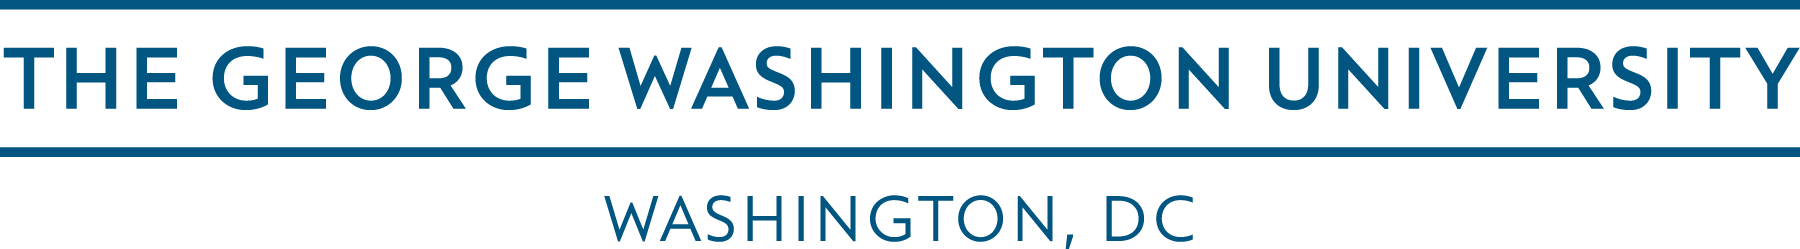 THE GEORGE WASHINGTON UNIVERSITY
WASHINGTON, DC